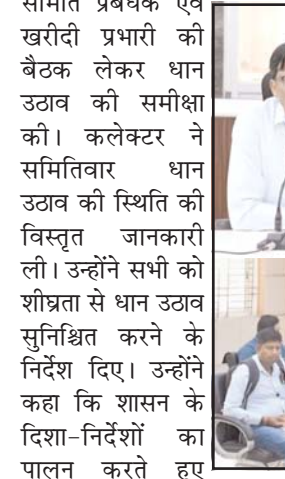 समिति प्रबंधक एवं
खरीदी प्रभारी की
बैठक लेकर धान
उठाव की समीक्षा
की। कलेक्टर ने
समितिवार धान
उठाव की स्थिति की
विस्तृत जानकारी
ली। उन्होंने सभी को
शीघ्रता से धान उठाव
सुनिश्चित करने के
निर्देश दिए। उन्होंने
कहा कि शासन के
दिशा-निर्देशों का
पालन करते हुए